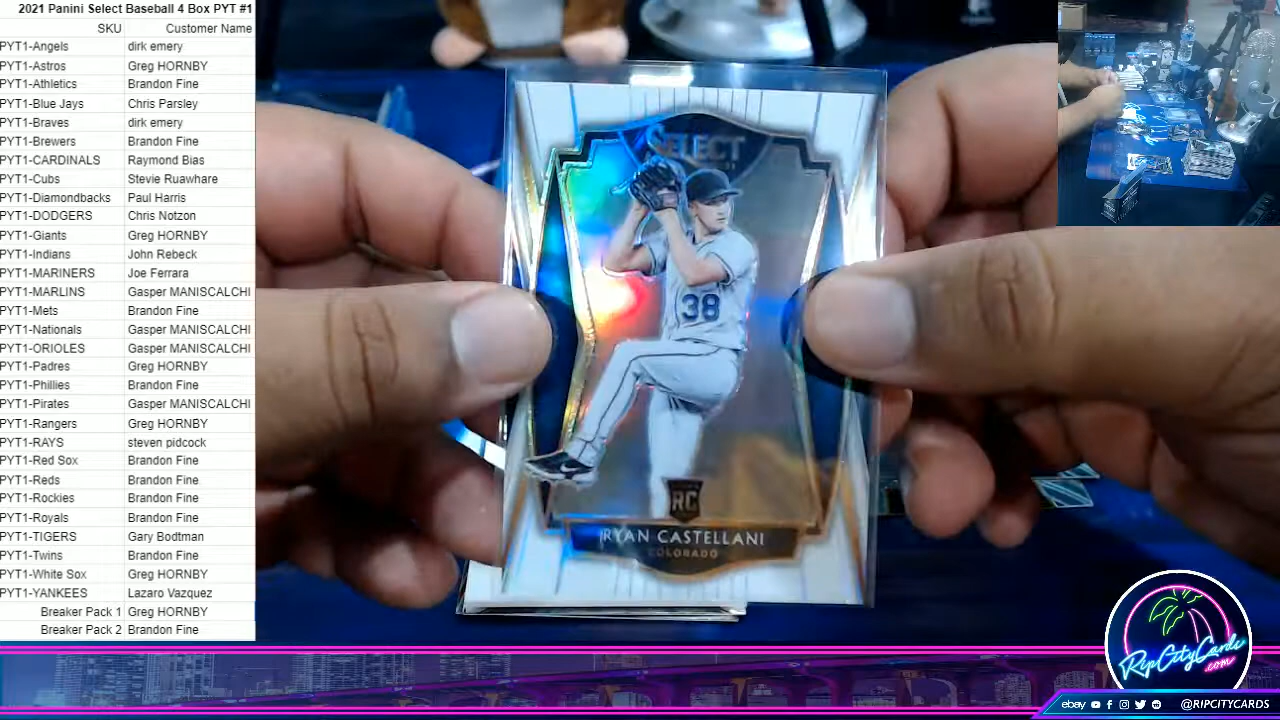 2021 Panini Select Baseball 4 Box PYT #1
SKU Customer Name
PYT1-Angels dirk emery
PYT1-Astros Greg HORNBY
PYT1-Athletics Brandon Fine
PYT1-Blue Jays Chris Parsley
PYT1-Braves dirk emery
PYT1-Brewers Brandon Fine
PYT1-CARDINALS Raymond Bias
PYT1-Cubs Stevie Ruawhare
PYT1-Diamondbacks Paul Harris
PYT1-DODGERS Chris Notzon
PYT1-Giants Greg HORNBY
PYT1-Indians John Rebeck
PYT1-MARINERS Joe Ferrara
PYT1-MARLINS Gasper MANISCALCHI
PYT1-Mets Brandon Fine
PYT1-Nationals Gasper MANISCALCHI
PYT1-ORIOLES Gasper MANISCALCHI
PYT1-Padres Greg HORNBY
PYT1-Phillies Brandon Fine
PYT1-Pirates Gasper MANISCALCHI
PYT1-Rangers Greg HORNBY
PYT1-RAYS steven pidcock
PYT1-Red Sox Brandon Fine
PYT1-Reds Brandon Fine
PYT1-Rockies Brandon Fine
PYT1-Royals Brandon Fine
PYT1-TIGERS Gary Bodtman
PYT1-Twins Brandon Fine
PYT1-White Sox Greg HORNBY
PYT1-YANKEES Lazaro Vazquez
Breaker Pack 1 Greg HORNBY
Breaker Pack 2 Brandon Fine
SELECT
38
RC
RYAN CASTELLANI
COLORADO
RipCityCards
.com
ebay @RIPCITYCARDS